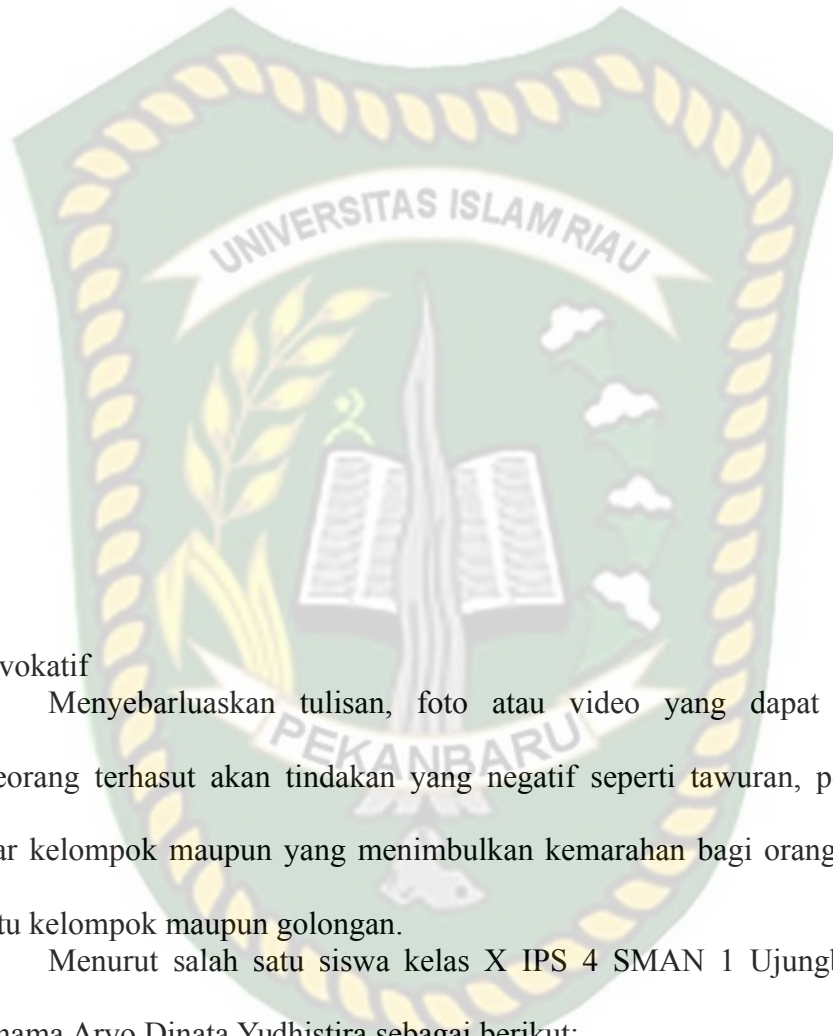 UNIVERSITAS ISLAM RIAU
vokatif
Menyebarluaskan tulisan, foto atau video yang dapat
eorang terhasut akan tindakan yang negatif seperti tawuran, p
ar kelompok maupun yang menimbulkan kemarahan bagi orang
tu kelompok maupun golongan.
PEKANBARU
Menurut salah satu siswa kelas X IPS 4 SMAN 1 Ujungb
nama Aryo Dinata Yudhistira sebagai berikut: